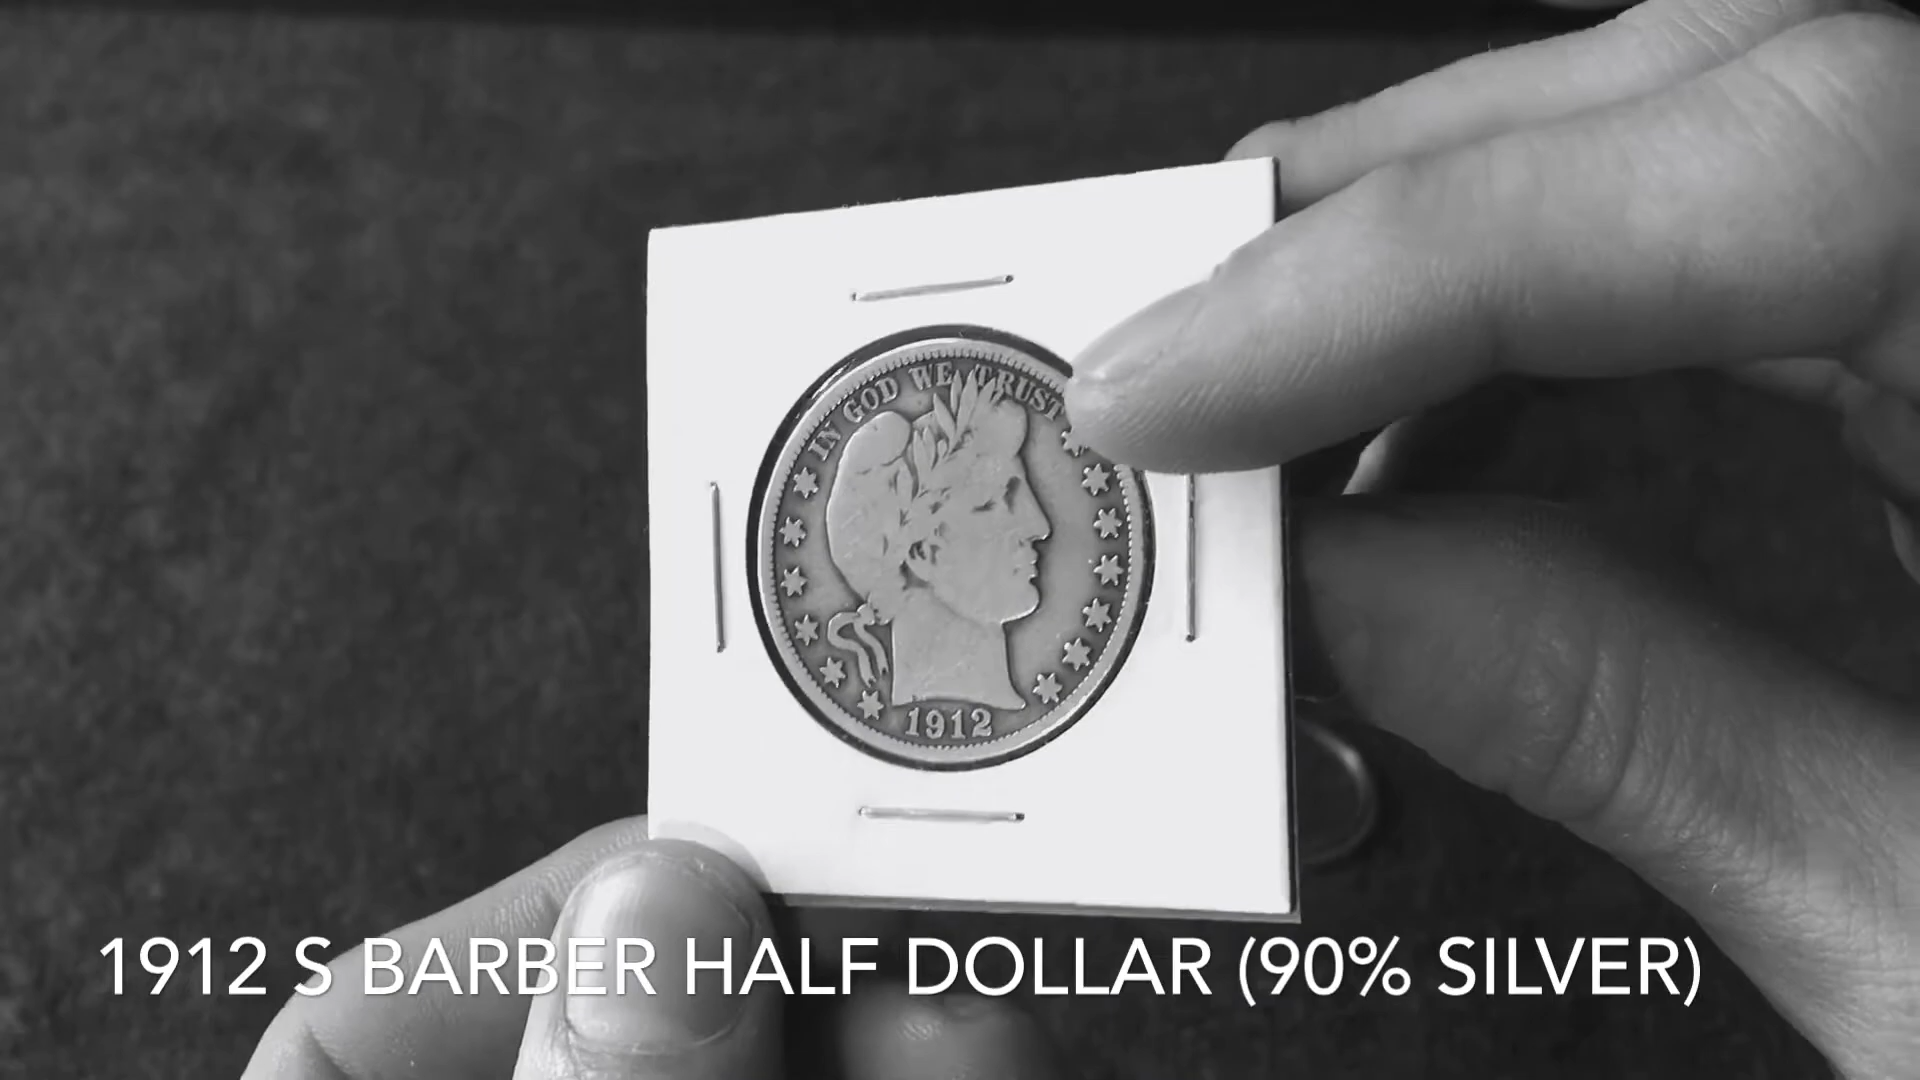 IN GOD WE TRUST
1912
1912 S BARBER HALF DOLLAR (90% SILVER)